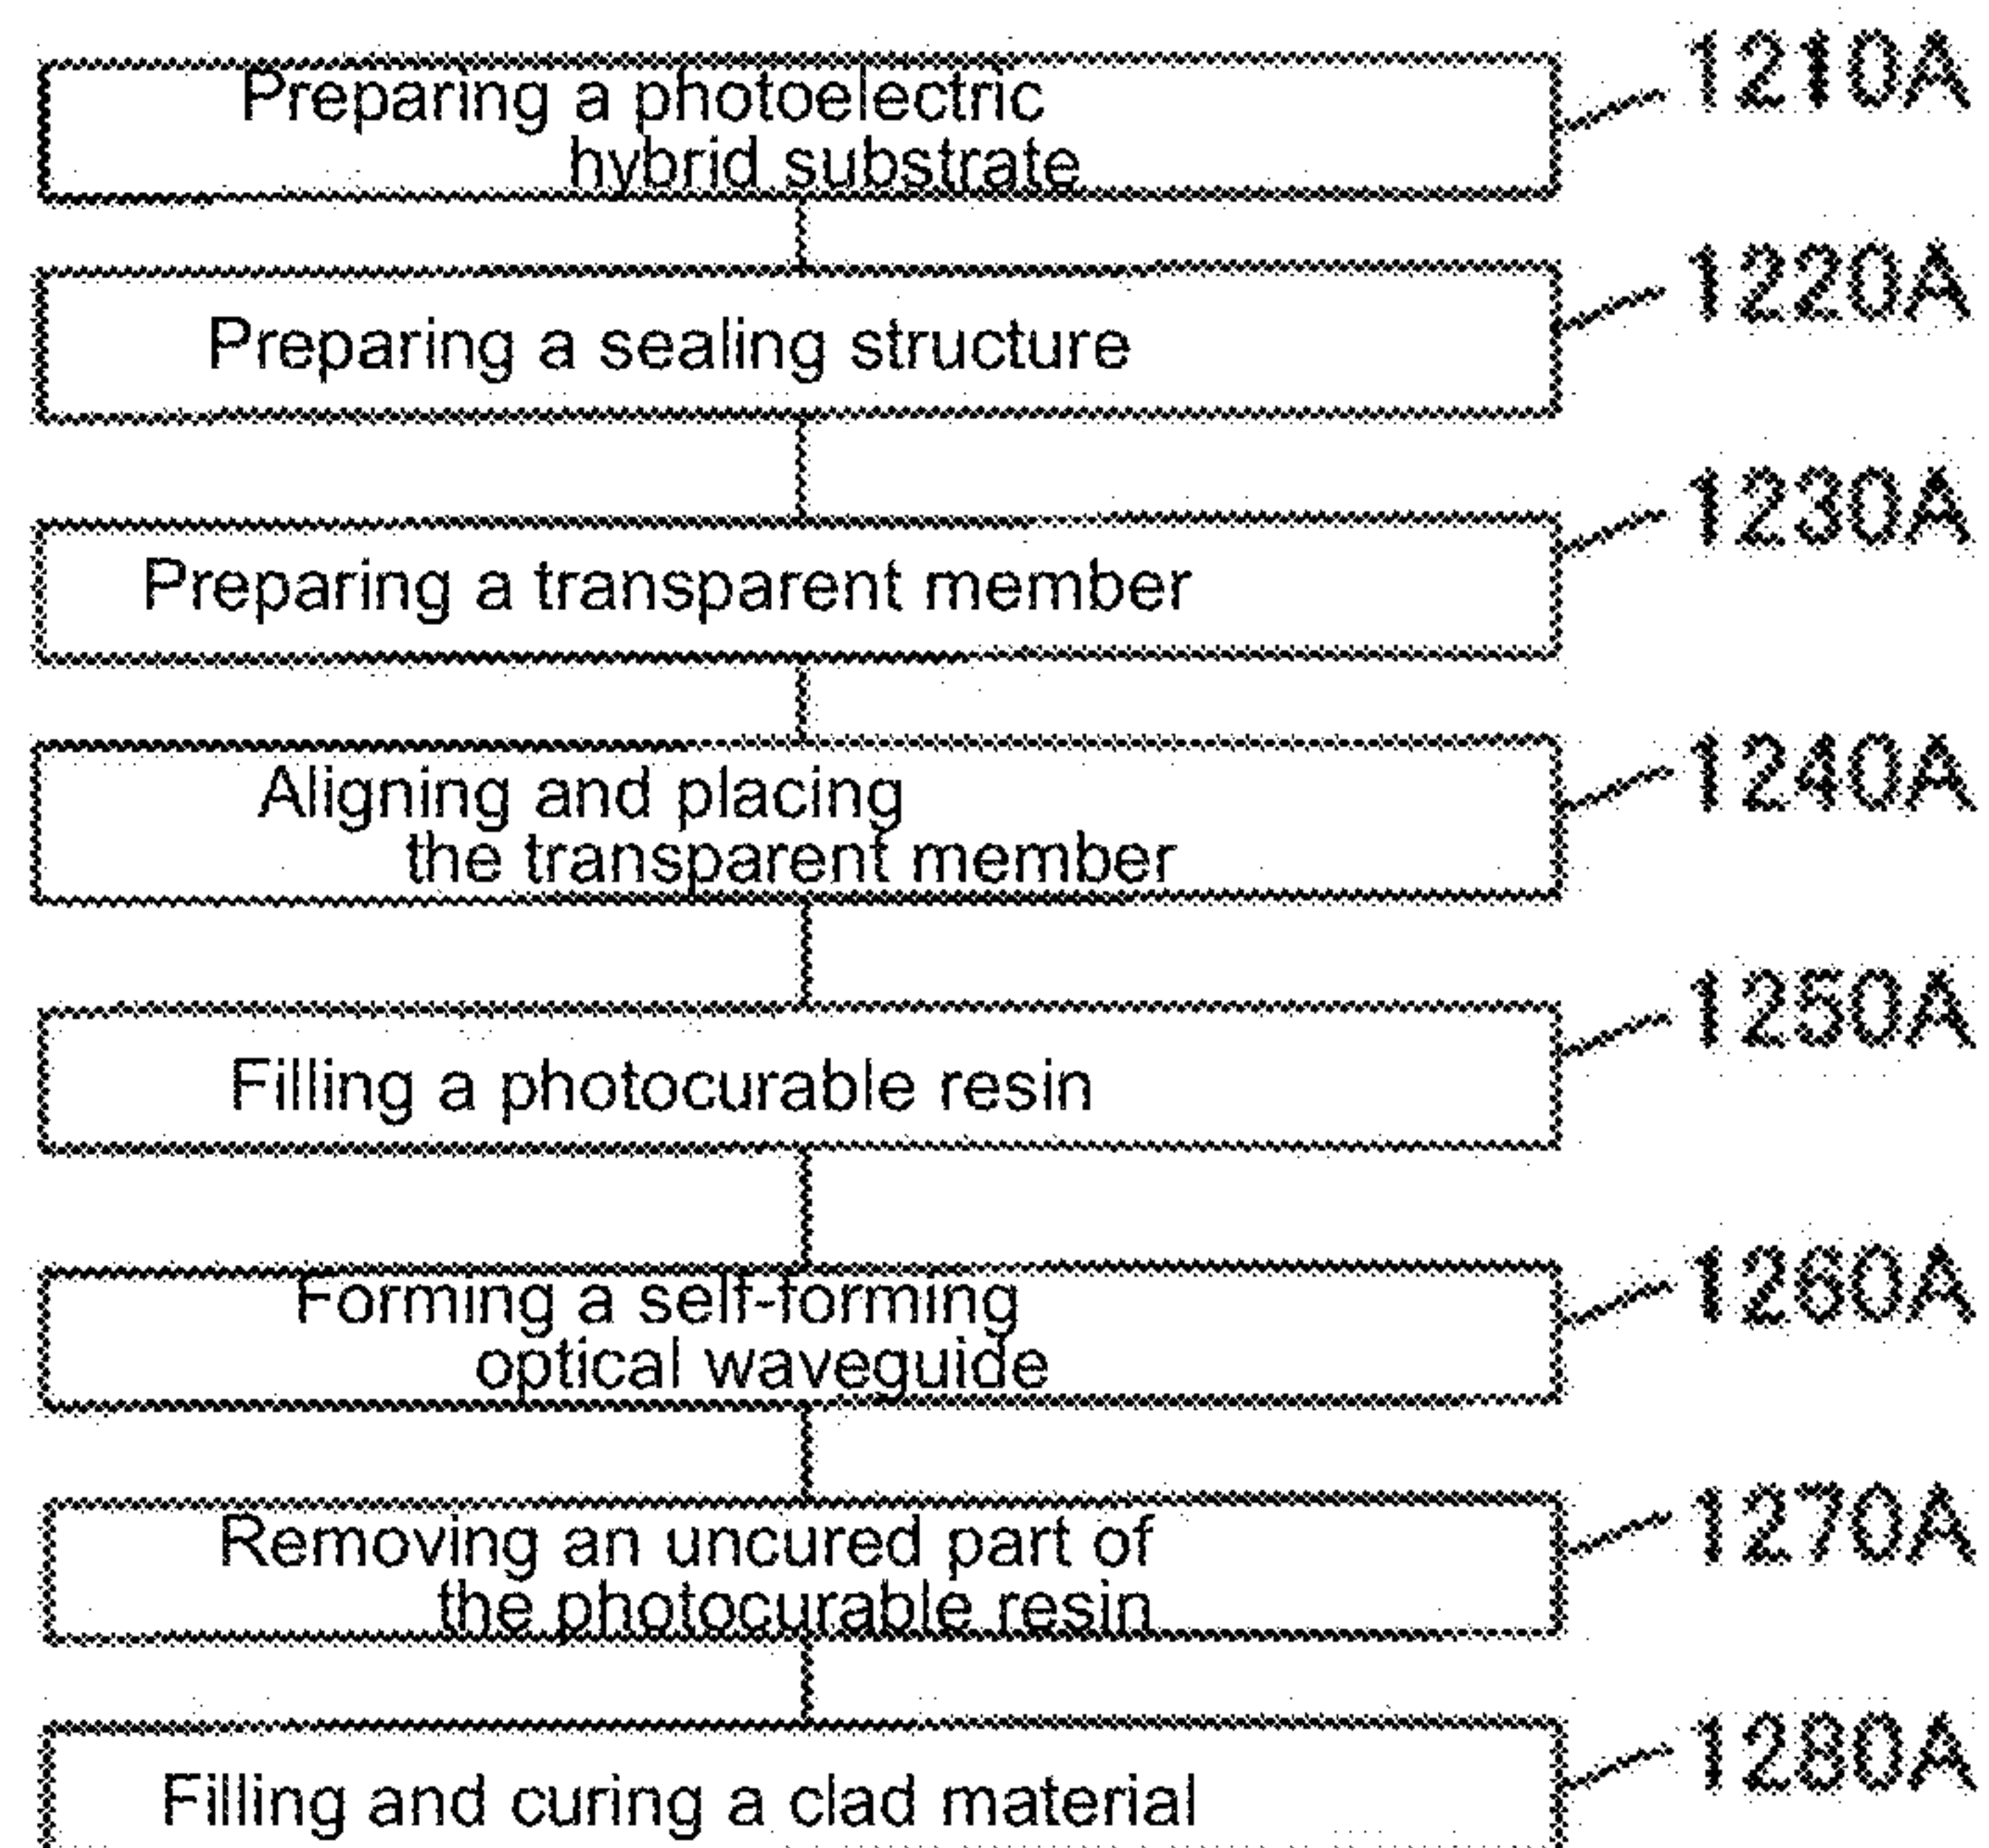 Preparing a photoelectric
hybrid substrate
1210A
Preparing a sealing structure
1220A
Preparing a transparent member
1230A
Aligning and placing
the transparent member
1240A
Filling a photocurable resin
1250A
Forming a self-forming
optical waveguide
1260A
Removing an uncured part of
the photocurable resin
1270A
Filling and curing a clad material
1280A